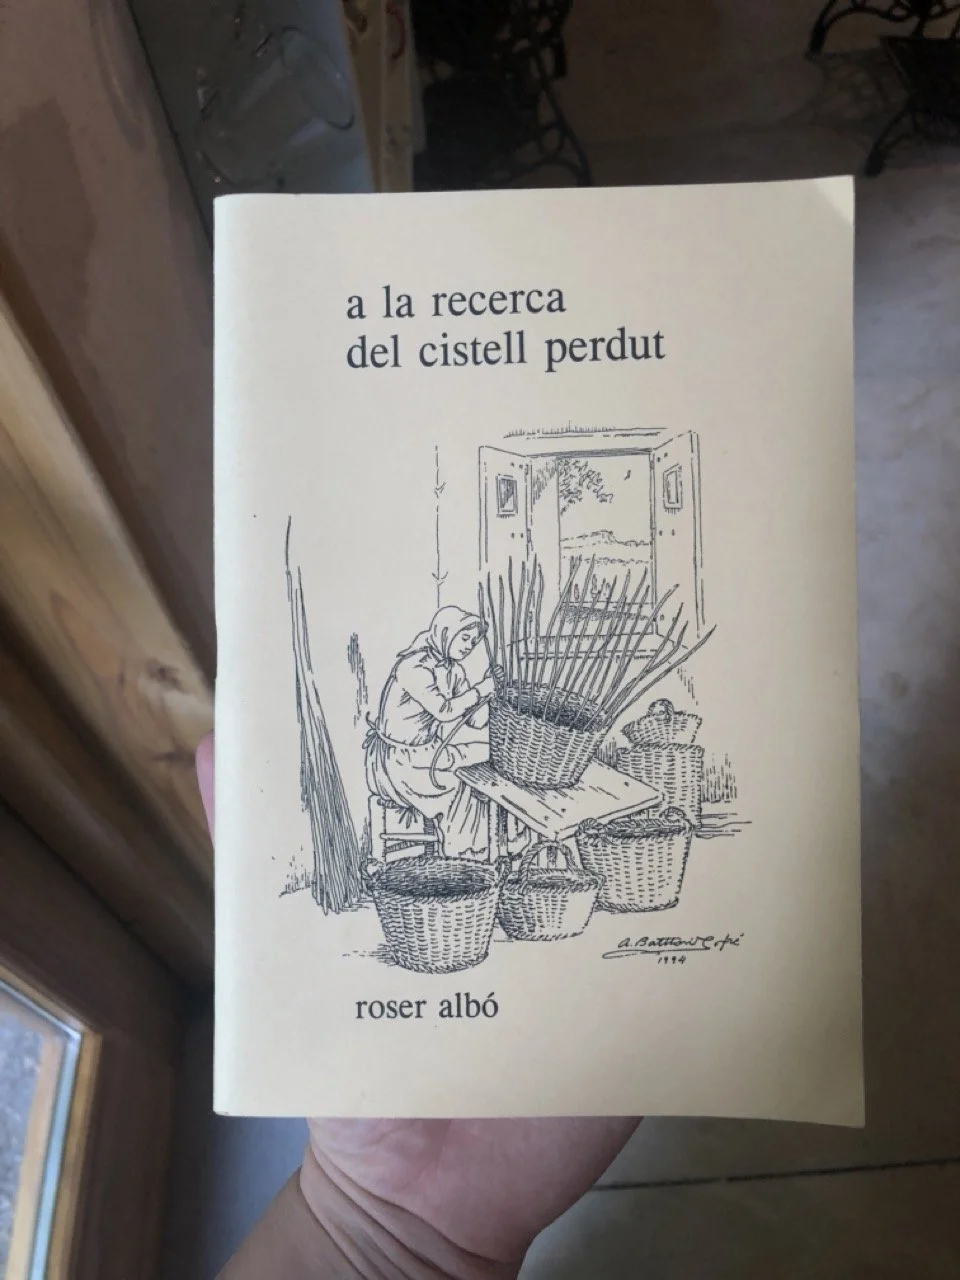 a la recerca
del cistell perdut
1994
roser albó